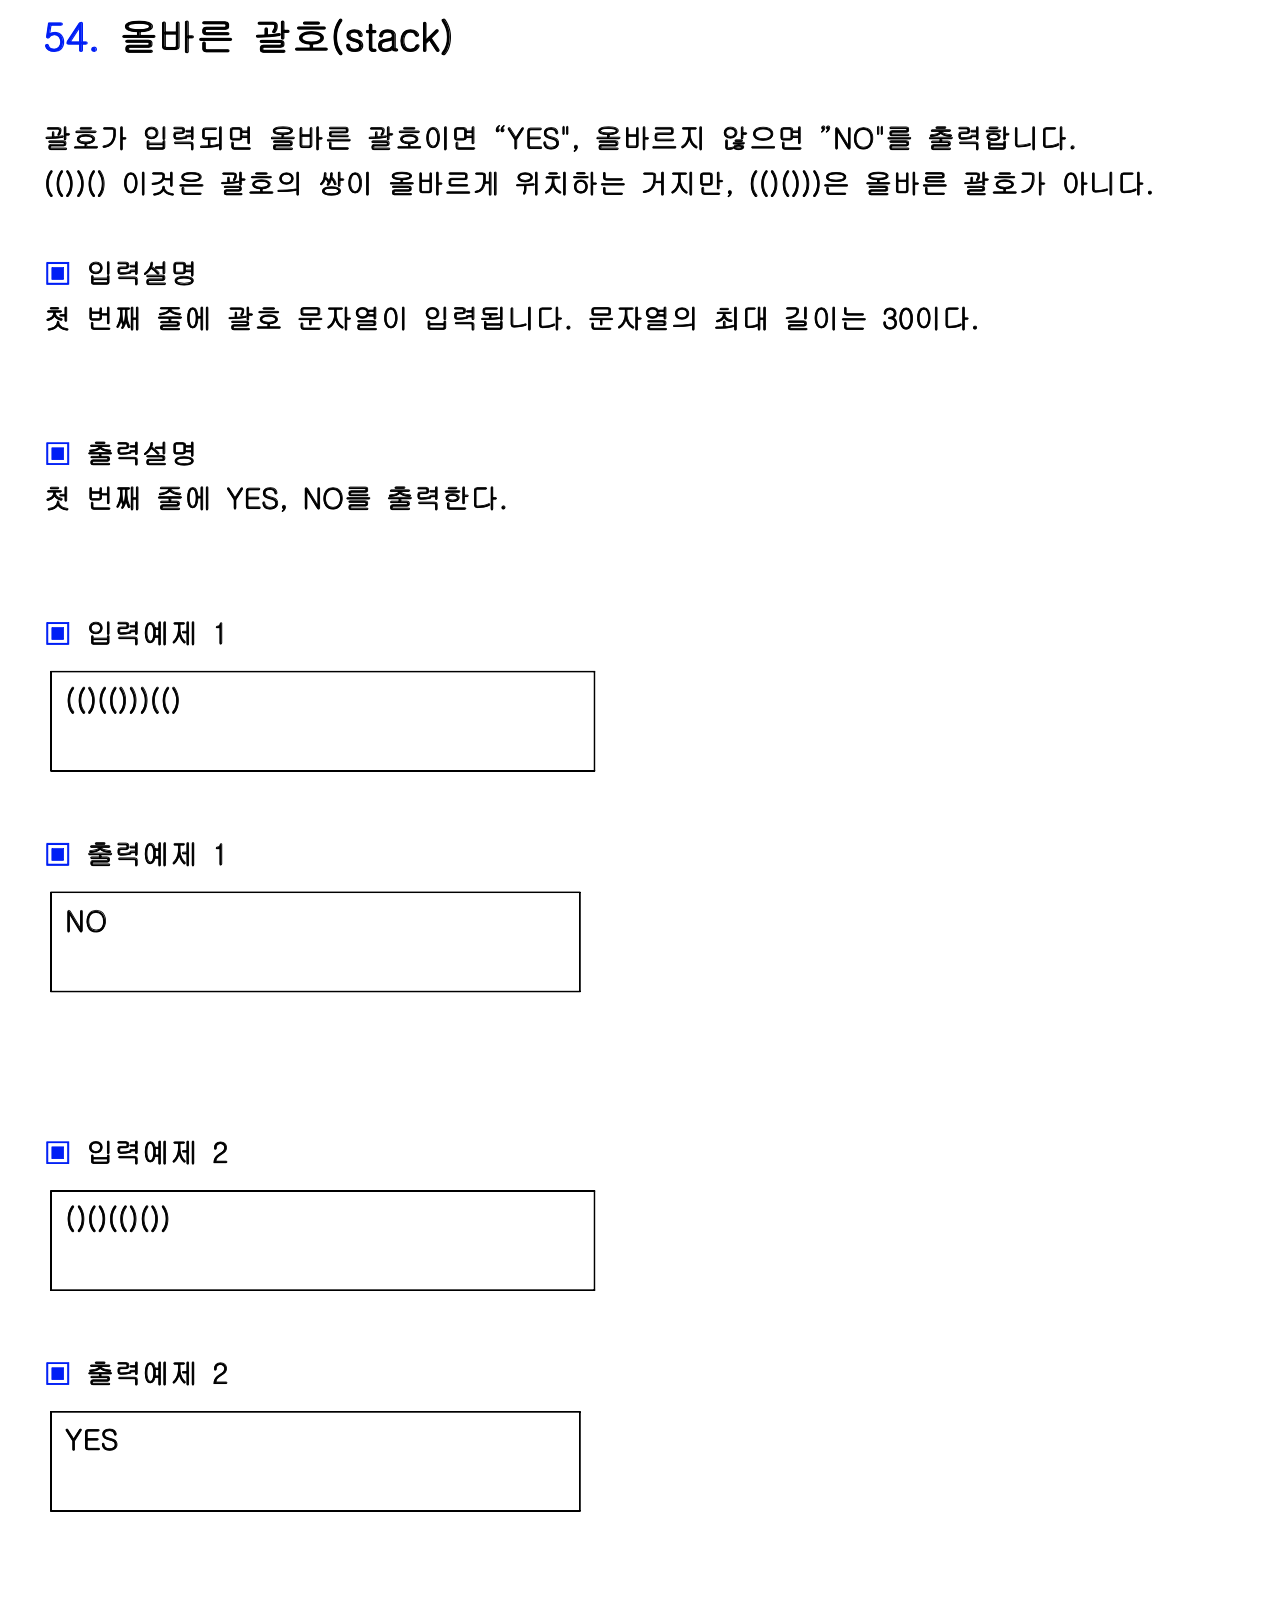 54. 올바른 괄호(stack)
괄호가 입력되면 올바른 괄호이면 “YES", 올바르지 않으면 ”NO"를 출력합니다.
(())() 이것은 괄호의 쌍이 올바르게 위치하는 거지만, (()()))은 올바른 괄호가 아니다.
▣ 입력설명
첫 번째 줄에 괄호 문자열이 입력됩니다. 문자열의 최대 길이는 30이다.
▣ 출력설명
첫 번째 줄에 YES, NO를 출력한다.
▣ 입력예제 1
(()(()))(()
▣ 출력예제 1
NO
▣ 입력예제 2
()()(()())
▣ 출력예제 2
YES